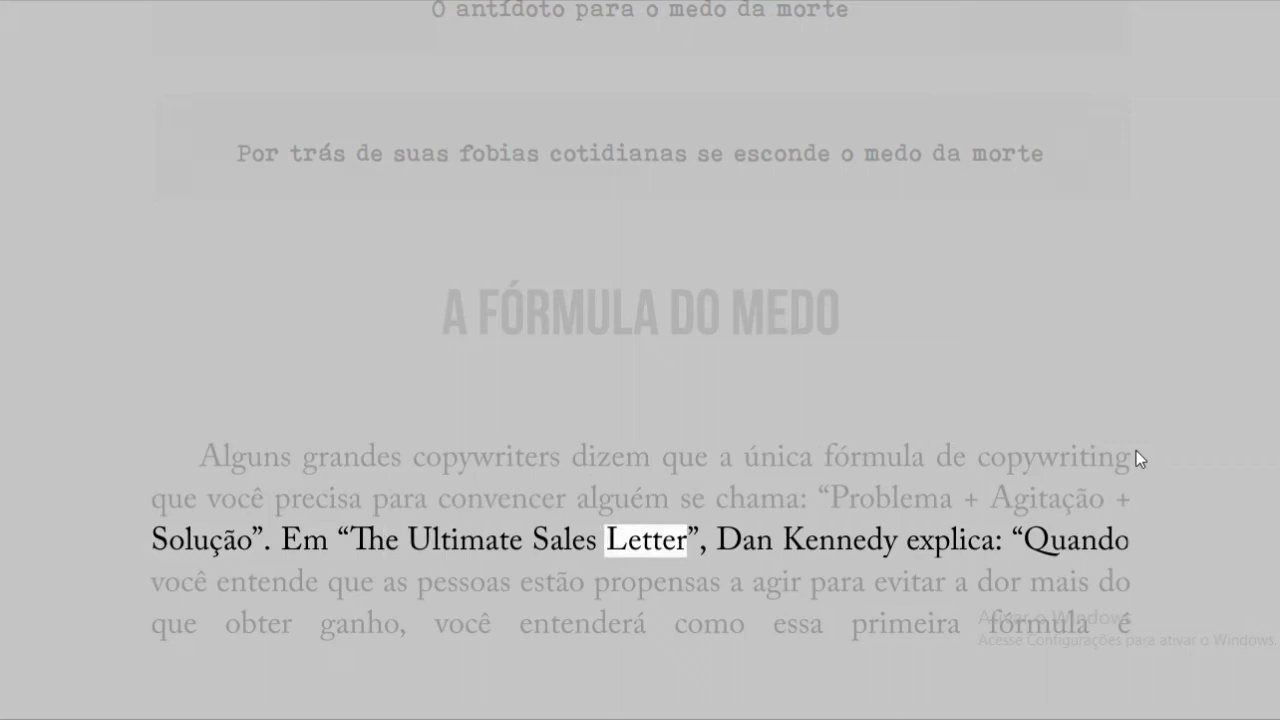 O antídoto para o medo da morte
Por trás de suas fobias cotidianas se esconde o medo da morte
A FÓRMULA DO MEDO
Alguns grandes copywriters dizem que a única fórmula de copywriting
que você precisa para convencer alguém se chama: “Problema + Agitação +
Solução”. Em “The Ultimate Sales Letter”, Dan Kennedy explica: “Quando
você entende que as pessoas estão propensas a agir para evitar a dor mais do
que obter ganho, você entenderá como essa primeira fórmula é
Ativar o Windows
Acesse Configurações para ativar o Windows.